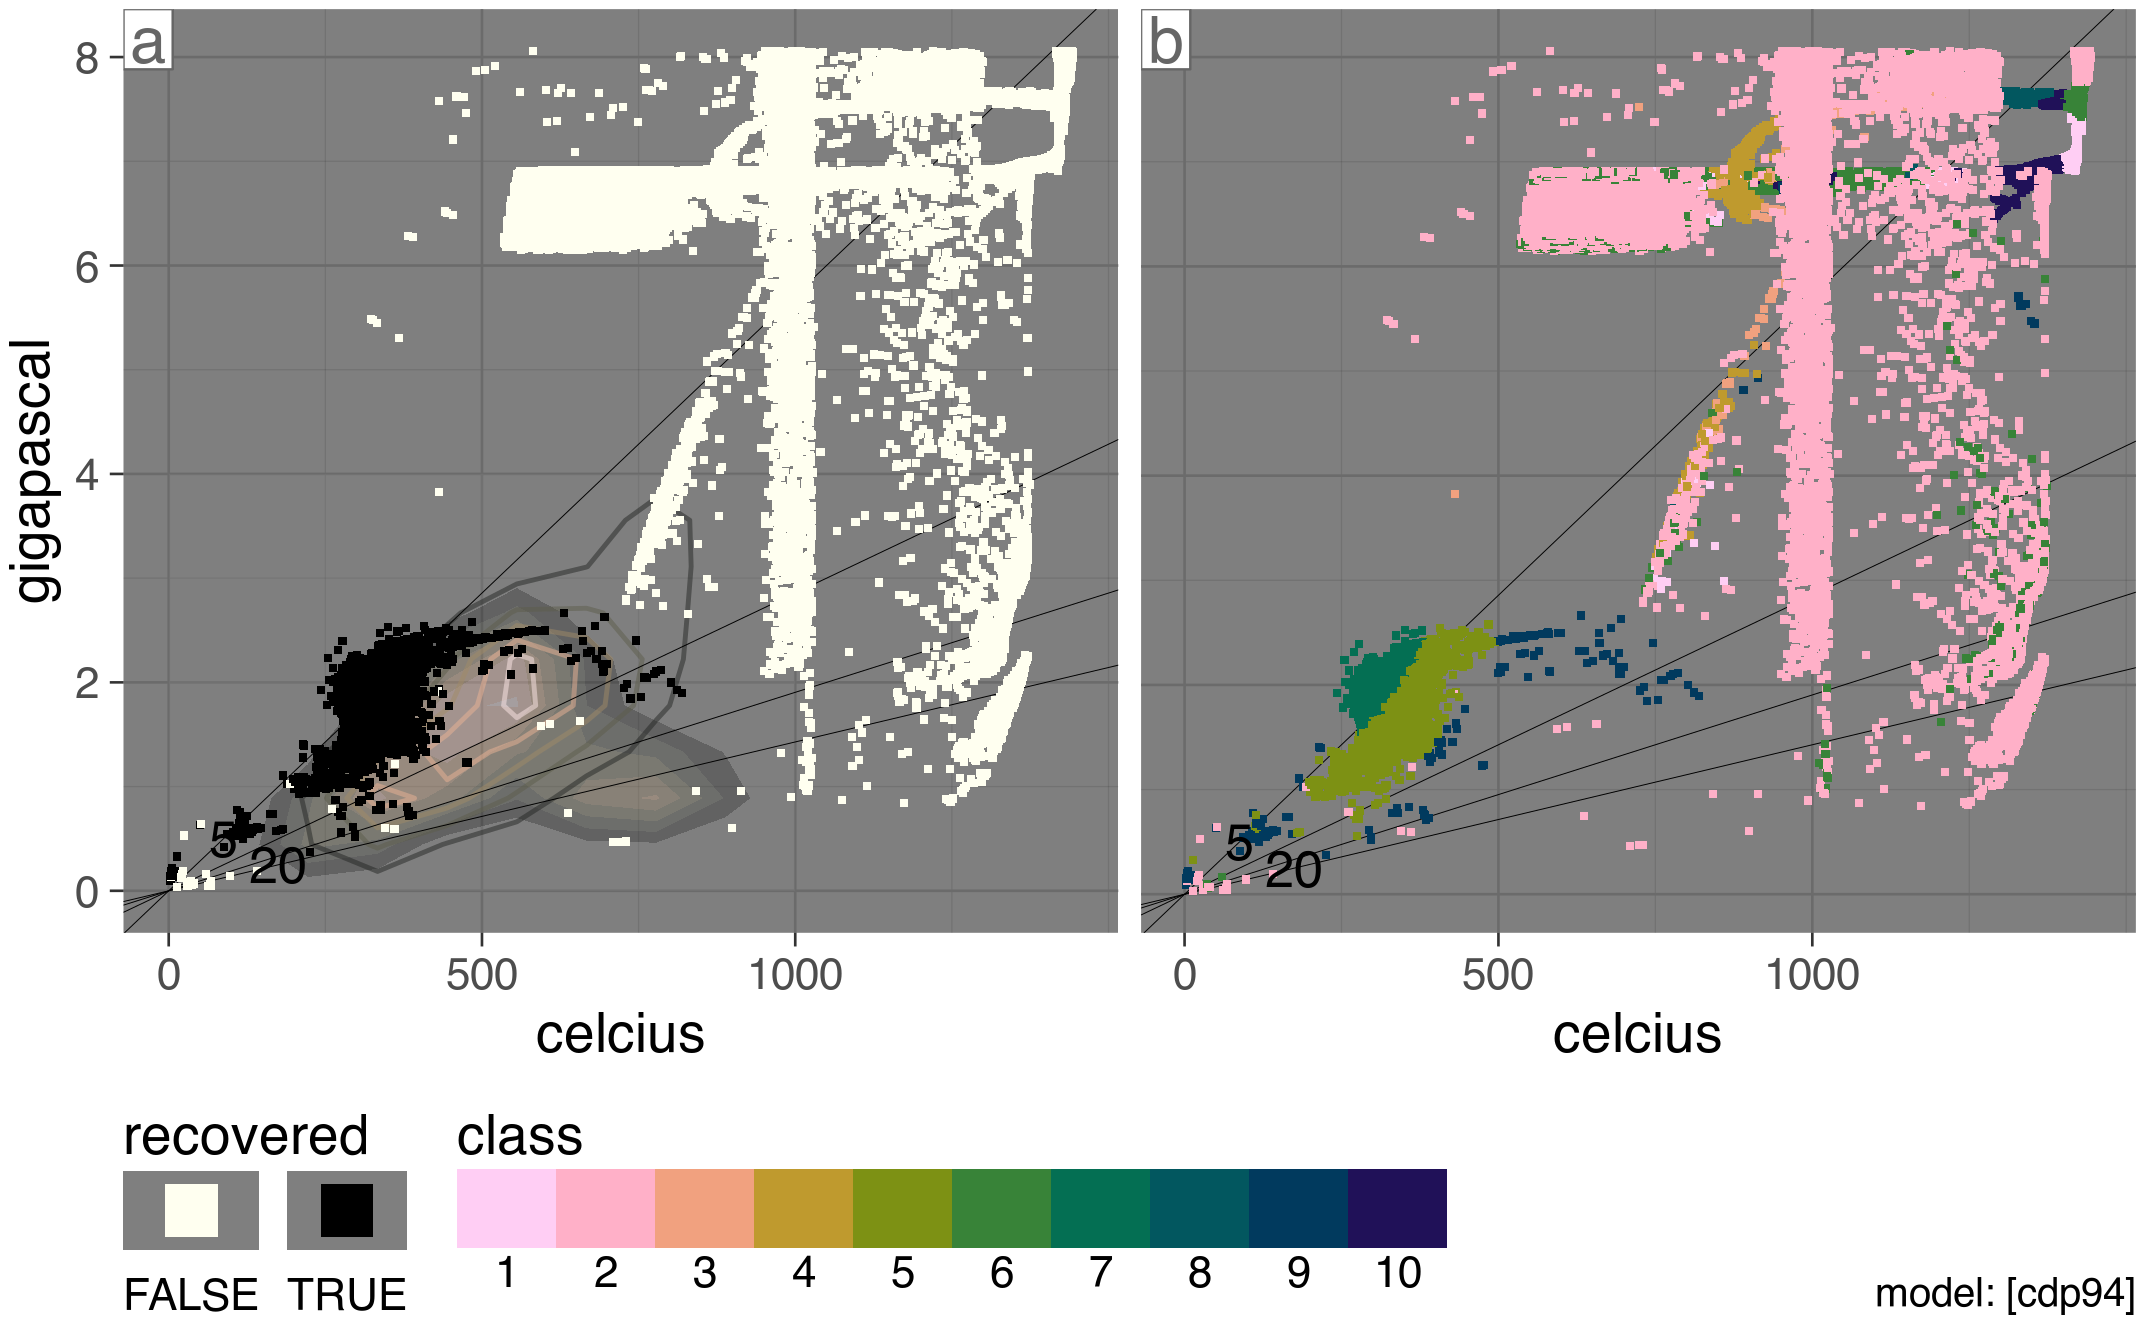 a
b
8
6
4
2
0
gigapascal
5
20
5
20
0 500 1000
0 500 1000
celcius
celcius
recovered
class
FALSE TRUE
1 2 3 4 5 6 7 8 9 10
model: [cdp94]